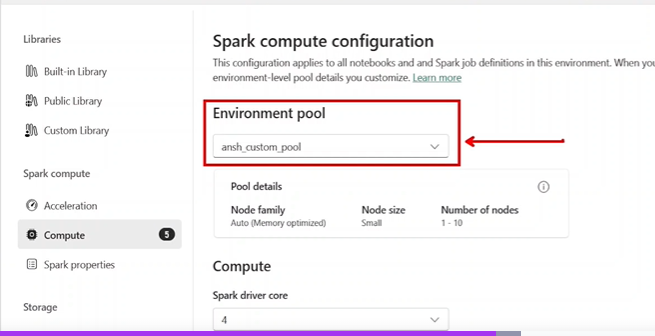 Libraries
Built-in Library
Public Library
Custom Library
Spark compute
Acceleration
Compute 5
Spark properties
Storage
Spark compute configuration
This configuration applies to all notebooks and and Spark job definitions in this environment. When you
environment-level pool details you customize. Learn more
Environment pool
ansh_custom_pool
Pool details
Node family Node size Number of nodes
Auto (Memory optimized) Small 1 - 10
Compute
Spark driver core
4